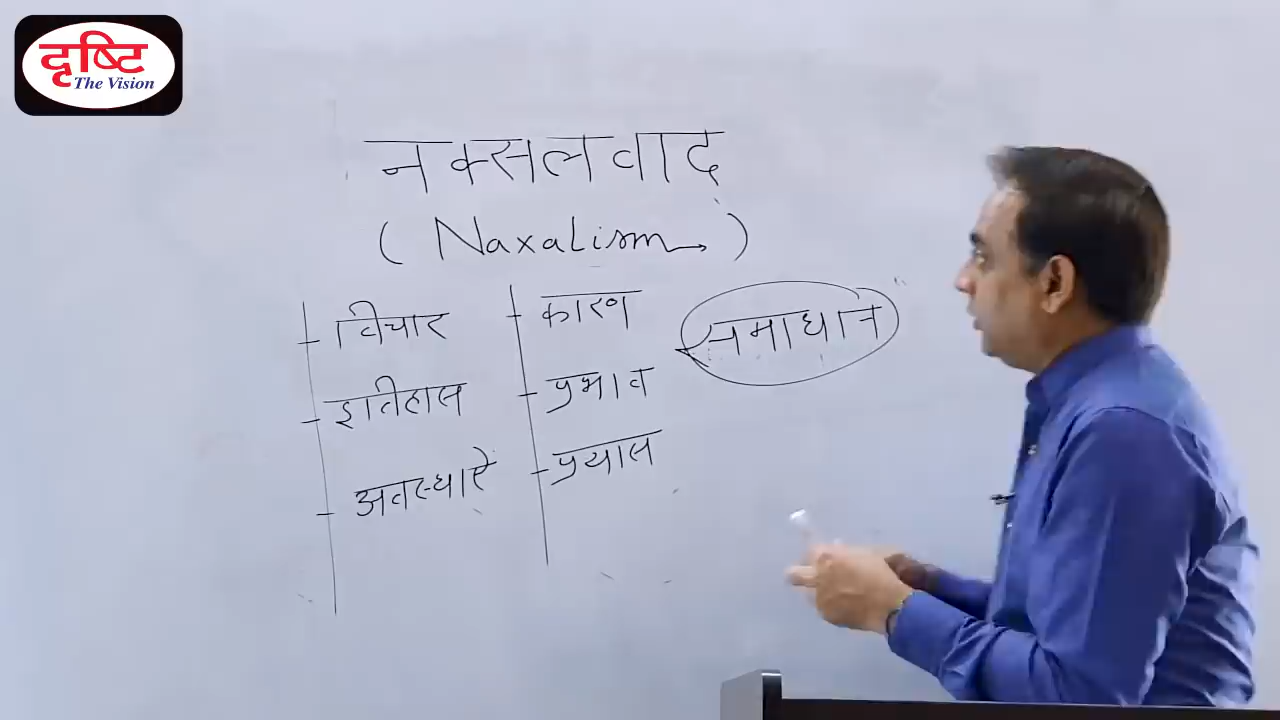 दृष्टि
The Vision
नक्सलवाद
( Naxalism )
विचार
इतिहास
अवस्थाऐं
कारण
प्रभाव
प्रयास
समाधान